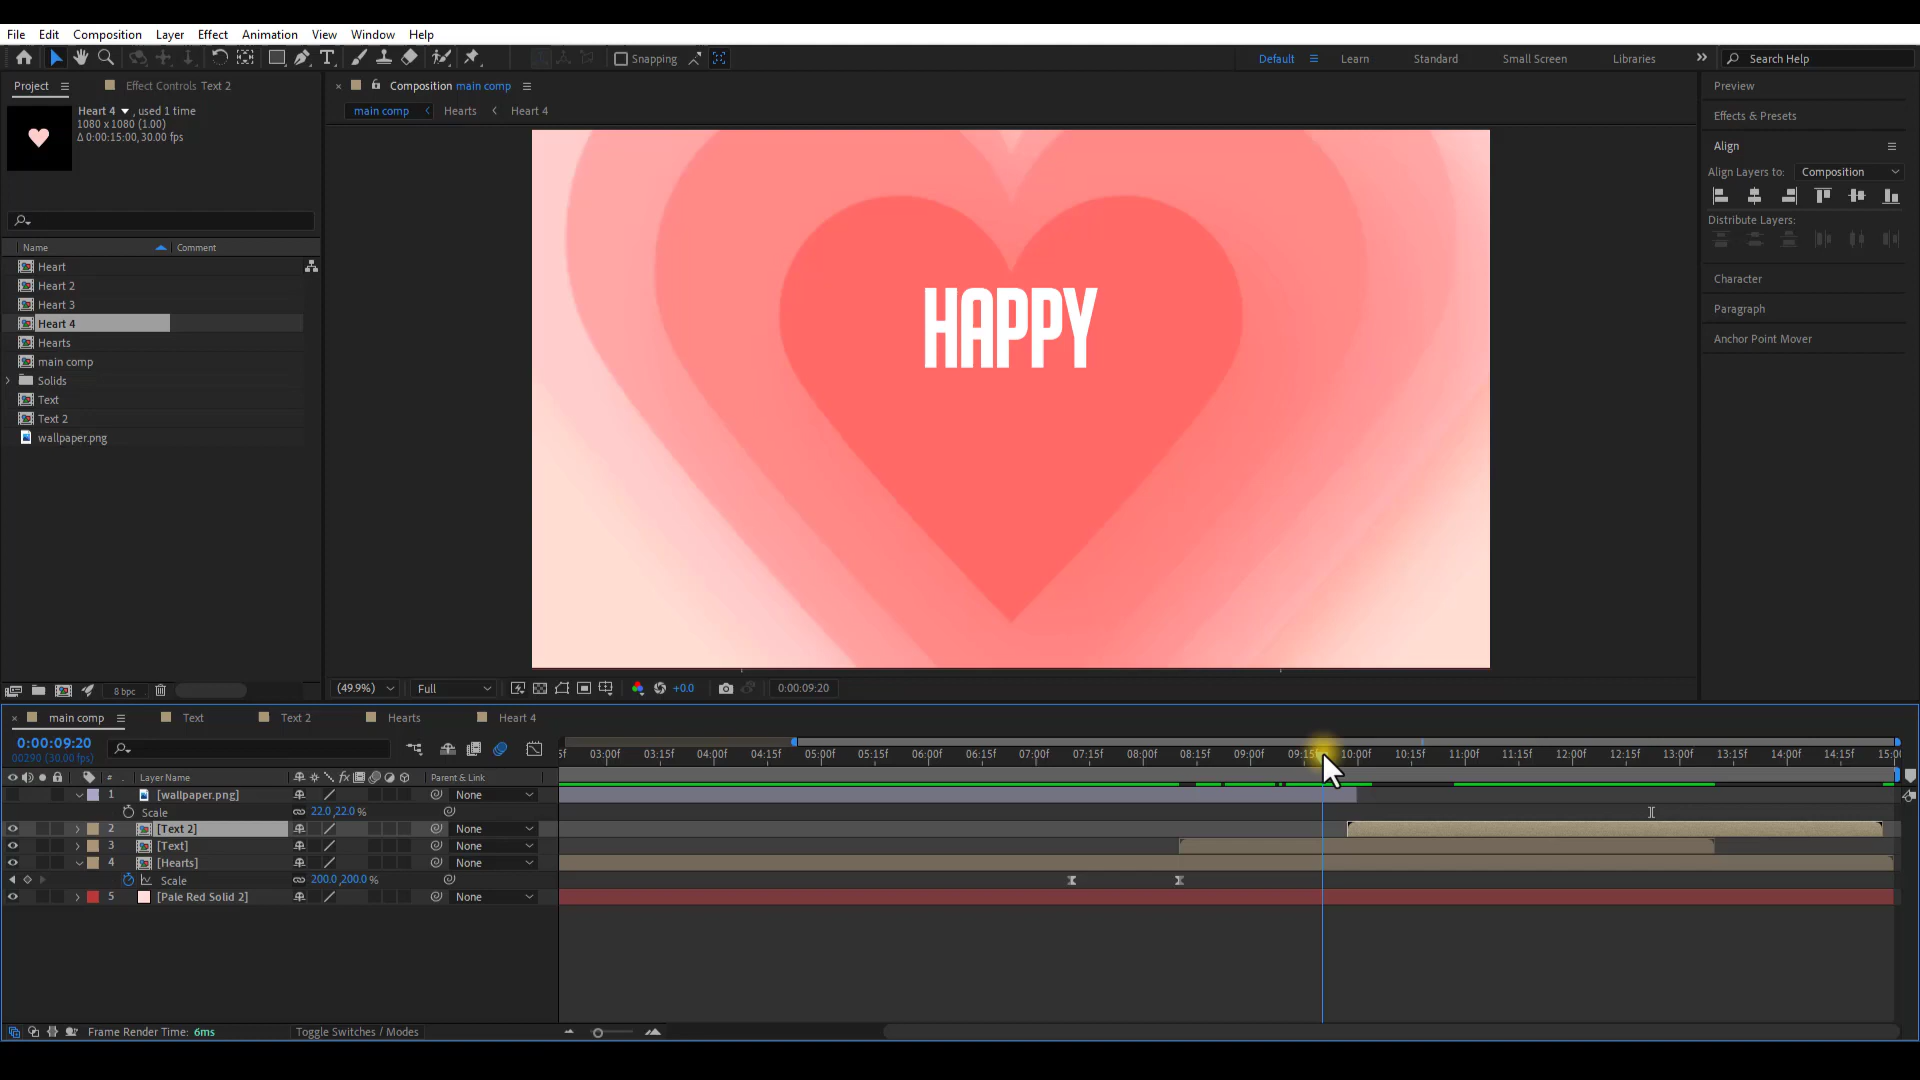 File Edit Composition Layer Effect Animation View Window Help
Snapping
Default Learn Standard Small Screen Libraries Search Help
Project Effect Controls Text 2
Heart 4 , used 1 time
1080 x 1080 (1.00)
Δ 0:00:15:00, 30.00 fps
Name Comment
Heart
Heart 2
Heart 3
Heart 4
Hearts
main comp
Solids
Text
Text 2
wallpaper.png
8 bpc
Composition main comp
main comp Hearts Heart 4
HAPPY
(49.9%) Full +0.0 0:00:09:20
Preview
Effects & Presets
Align
Align Layers to: Composition
Distribute Layers:
Character
Paragraph
Anchor Point Mover
main comp Text Text 2 Hearts Heart 4
0:00:09:20
00290 (30.00 fps)
5f 03:00f 03:15f 04:00f 04:15f 05:00f 05:15f 06:00f 06:15f 07:00f 07:15f 08:00f 08:15f 09:00f 09:15f 10:00f 10:15f 11:00f 11:15f 12:00f 12:15f 13:00f 13:15f 14:00f 14:15f 15:00
# Layer Name Parent & Link
1 [wallpaper.png] None
Scale 22.0,22.0%
2 [Text 2] None
3 [Text] None
4 [Hearts] None
Scale 200.0,200.0%
5 [Pale Red Solid 2] None
Frame Render Time: 6ms Toggle Switches / Modes